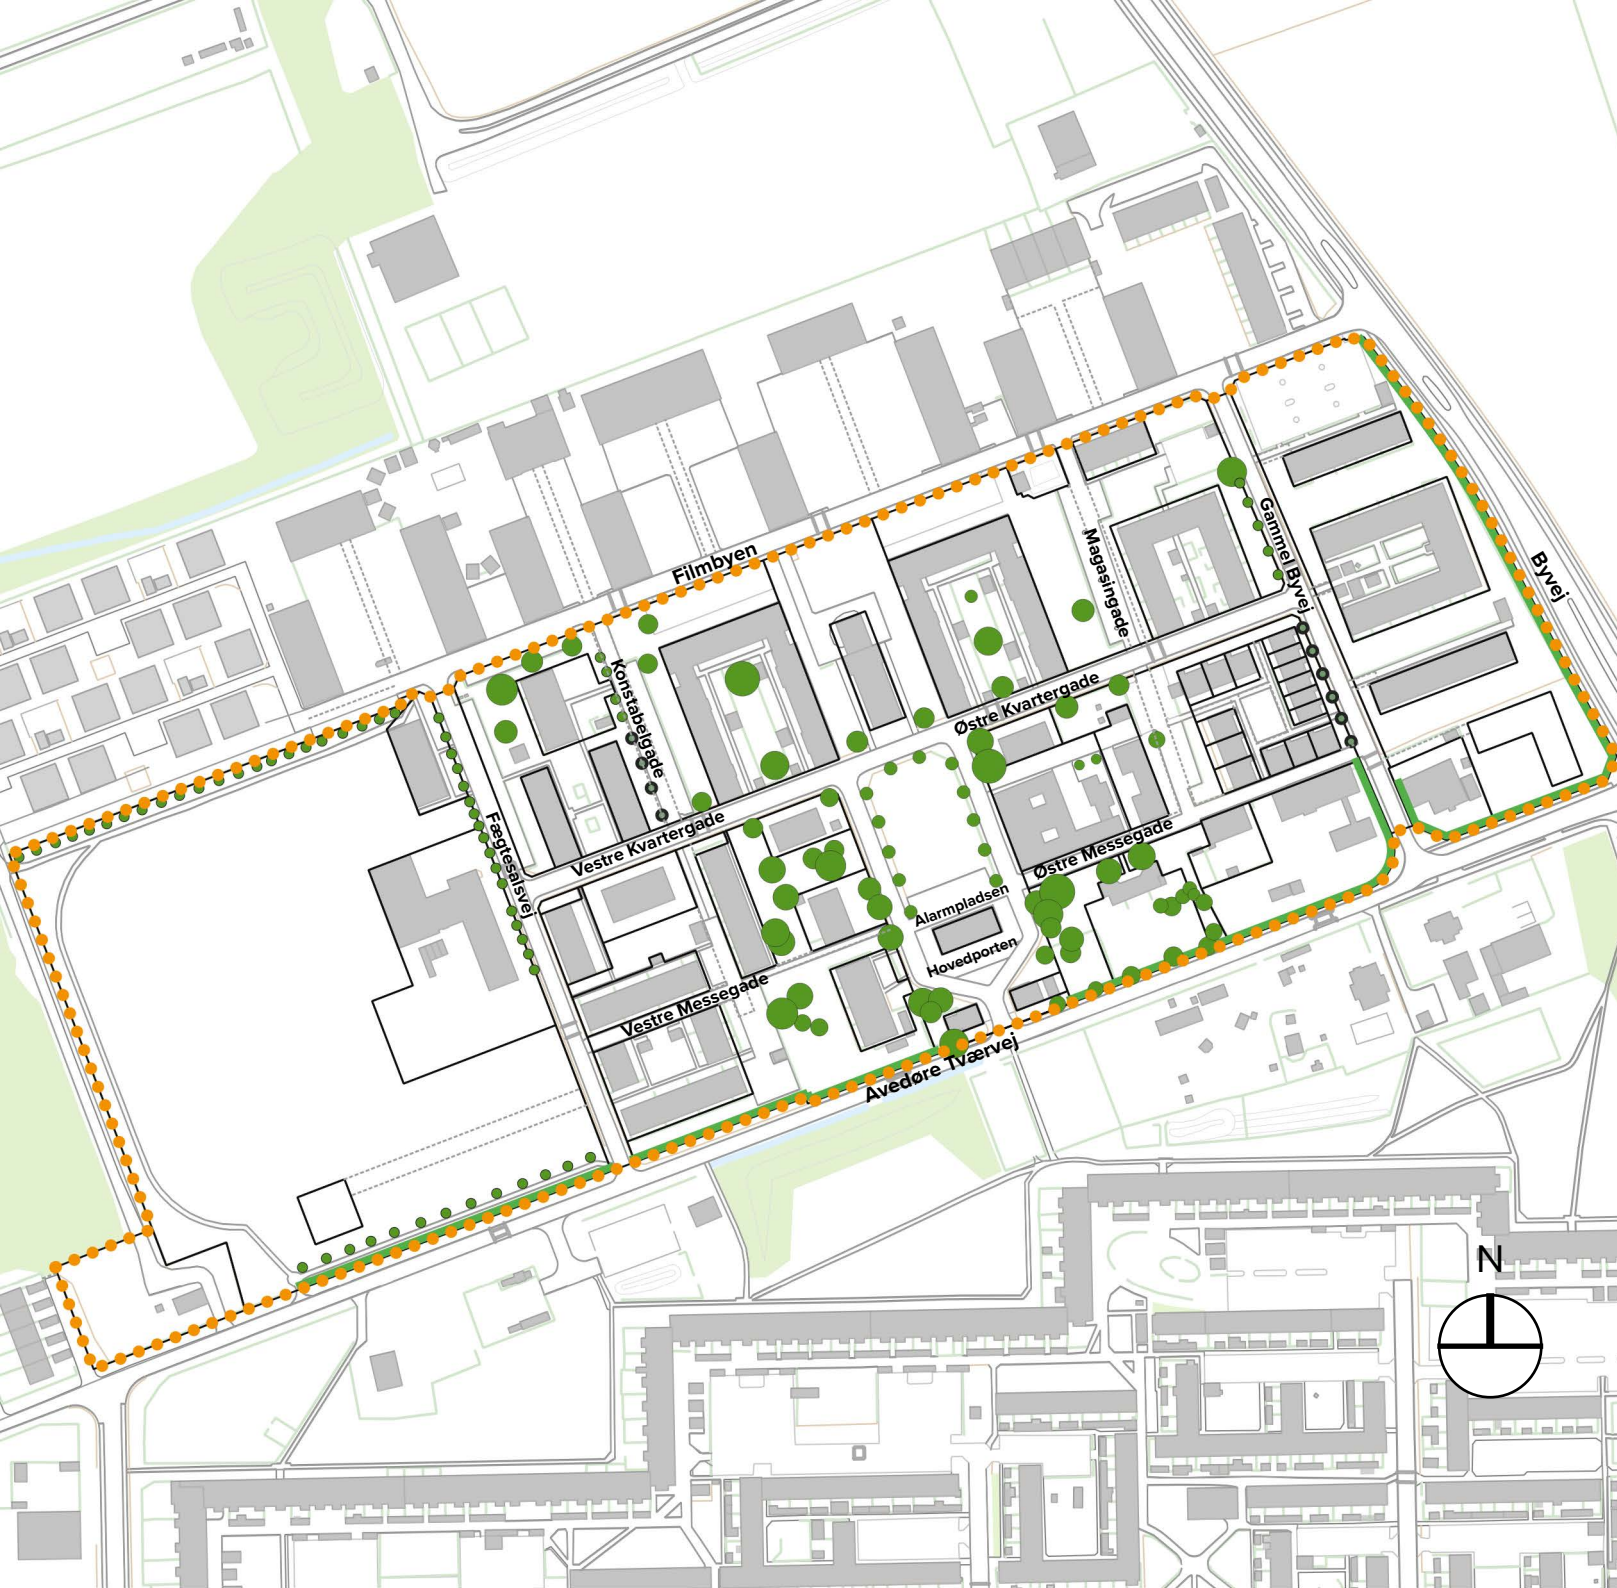 Filmbyen
Magasingade
Gammel Byvej
Byvej
Konstabelgade
Østre Kvartergade
Fægtesalsvej
Vestre Kvartergade
Østre Messegade
Alarmpladsen
Hovedporten
Vestre Messegade
Avedøre Tværvej
N